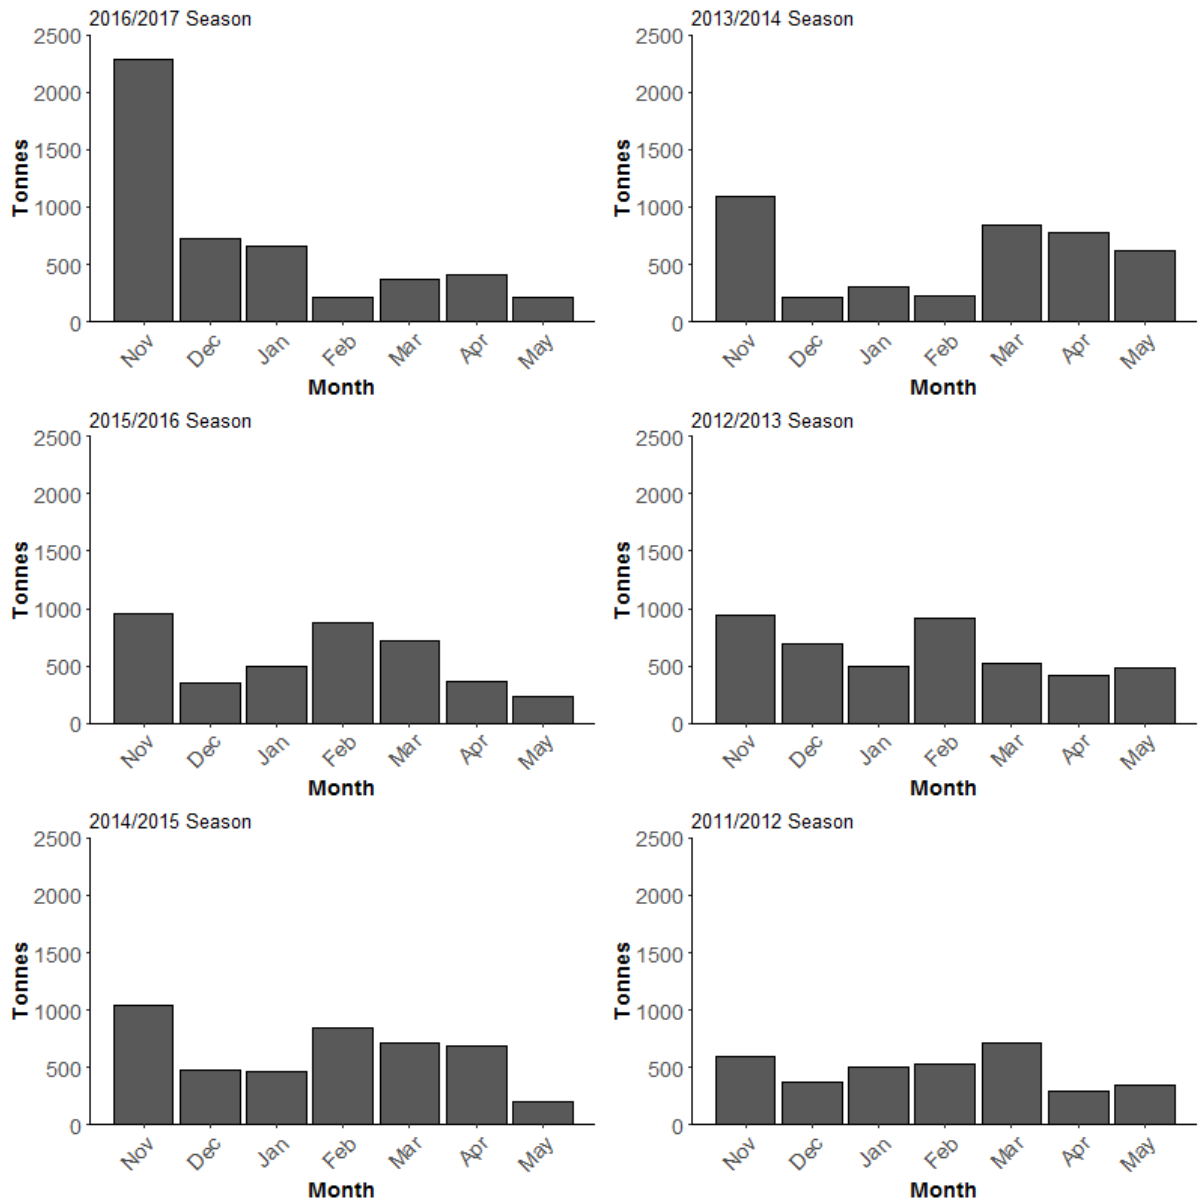 2016/2017 Season
2500
2000
1500
1000
500
0
Tonnes
Nov Dec Jan Feb Mar Apr May
Month
2013/2014 Season
2500
2000
1500
1000
500
0
Tonnes
Nov Dec Jan Feb Mar Apr May
Month
2015/2016 Season
2500
2000
1500
1000
500
0
Tonnes
Nov Dec Jan Feb Mar Apr May
Month
2012/2013 Season
2500
2000
1500
1000
500
0
Tonnes
Nov Dec Jan Feb Mar Apr May
Month
2014/2015 Season
2500
2000
1500
1000
500
0
Tonnes
Nov Dec Jan Feb Mar Apr May
Month
2011/2012 Season
2500
2000
1500
1000
500
0
Tonnes
Nov Dec Jan Feb Mar Apr May
Month